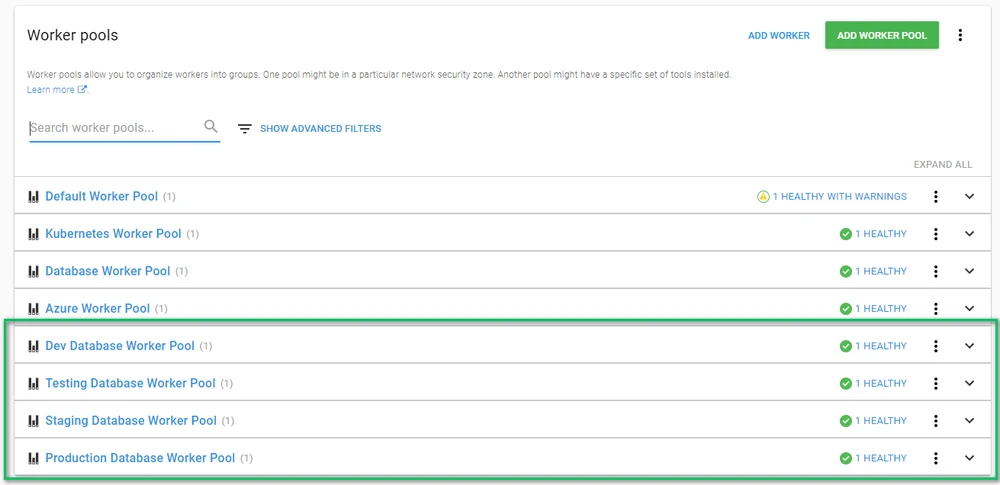 Worker pools
ADD WORKER
ADD WORKER POOL
Worker pools allow you to organize workers into groups. One pool might be in a particular network security zone. Another pool might have a specific set of tools installed.
Learn more.
Search worker pools...
SHOW ADVANCED FILTERS
EXPAND ALL
Default Worker Pool (1) 1 HEALTHY WITH WARNINGS
Kubernetes Worker Pool (1) 1 HEALTHY
Database Worker Pool (1) 1 HEALTHY
Azure Worker Pool (1) 1 HEALTHY
Dev Database Worker Pool (1) 1 HEALTHY
Testing Database Worker Pool (1) 1 HEALTHY
Staging Database Worker Pool (1) 1 HEALTHY
Production Database Worker Pool (1) 1 HEALTHY